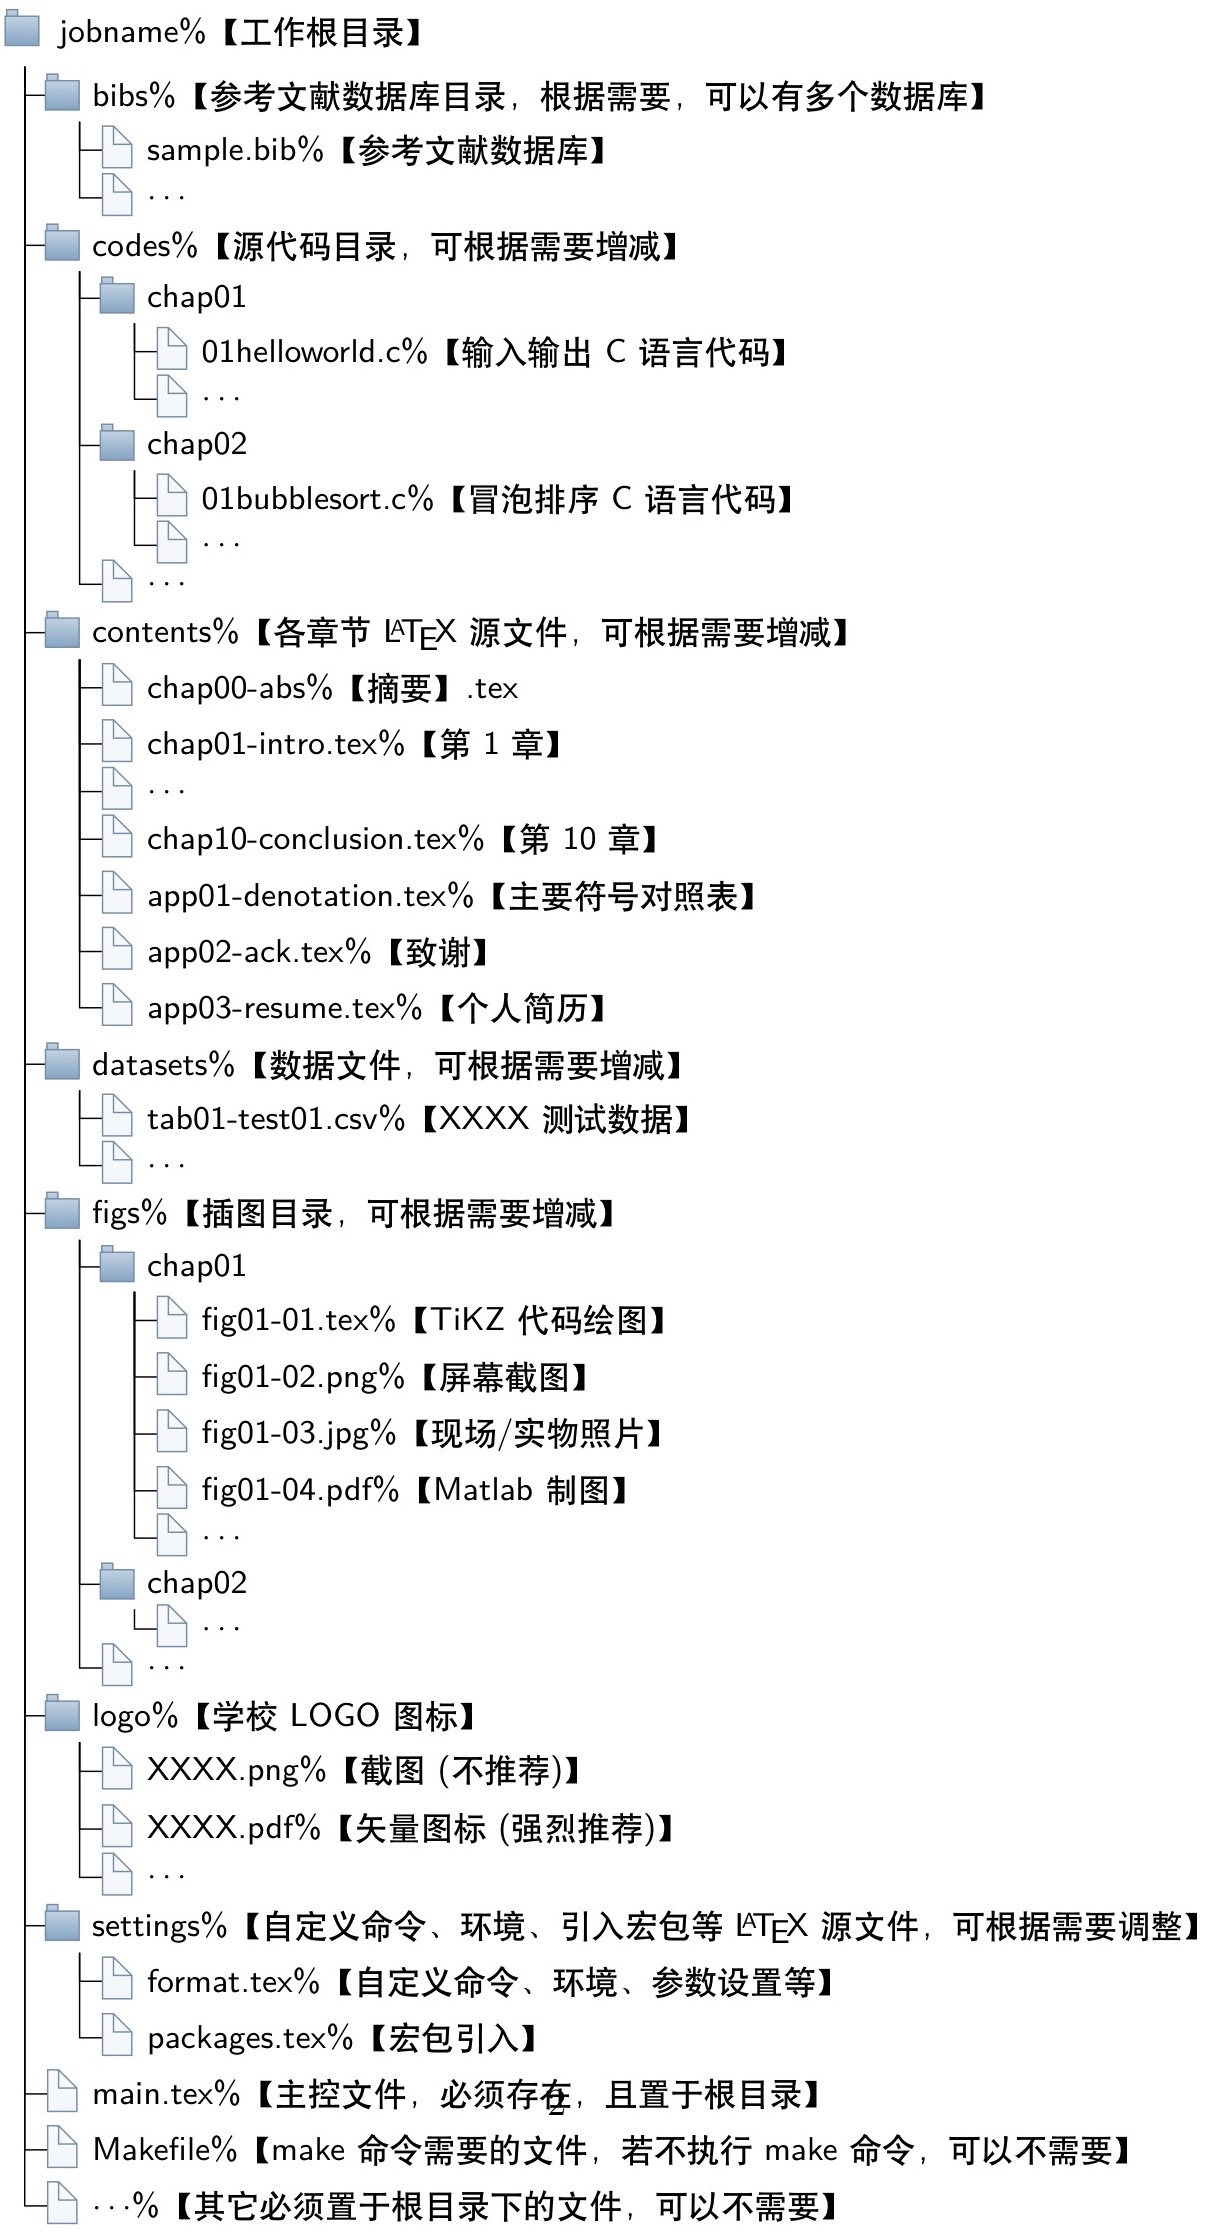 jobname%【工作根目录】
bibs%【参考文献数据库目录，根据需要，可以有多个数据库】
sample.bib%【参考文献数据库】
···
codes%【源代码目录，可根据需要增减】
chap01
01helloworld.c%【输入输出 C 语言代码】
···
chap02
01bubblesort.c%【冒泡排序 C 语言代码】
···
···
contents%【各章节 LATEX 源文件，可根据需要增减】
chap00-abs%【摘要】.tex
chap01-intro.tex%【第 1 章】
···
chap10-conclusion.tex%【第 10 章】
app01-denotation.tex%【主要符号对照表】
app02-ack.tex%【致谢】
app03-resume.tex%【个人简历】
datasets%【数据文件，可根据需要增减】
tab01-test01.csv%【XXXX 测试数据】
···
figs%【插图目录，可根据需要增减】
chap01
fig01-01.tex%【TiKZ 代码绘图】
fig01-02.png%【屏幕截图】
fig01-03.jpg%【现场/实物照片】
fig01-04.pdf%【Matlab 制图】
···
chap02
···
···
logo%【学校 LOGO 图标】
XXXX.png%【截图 (不推荐)】
XXXX.pdf%【矢量图标 (强烈推荐)】
···
settings%【自定义命令、环境、引入宏包等 LATEX 源文件，可根据需要调整】
format.tex%【自定义命令、环境、参数设置等】
packages.tex%【宏包引入】
main.tex%【主控文件，必须存在，且置于根目录】
2
Makefile%【make 命令需要的文件，若不执行 make 命令，可以不需要】
···%【其它必须置于根目录下的文件，可以不需要】